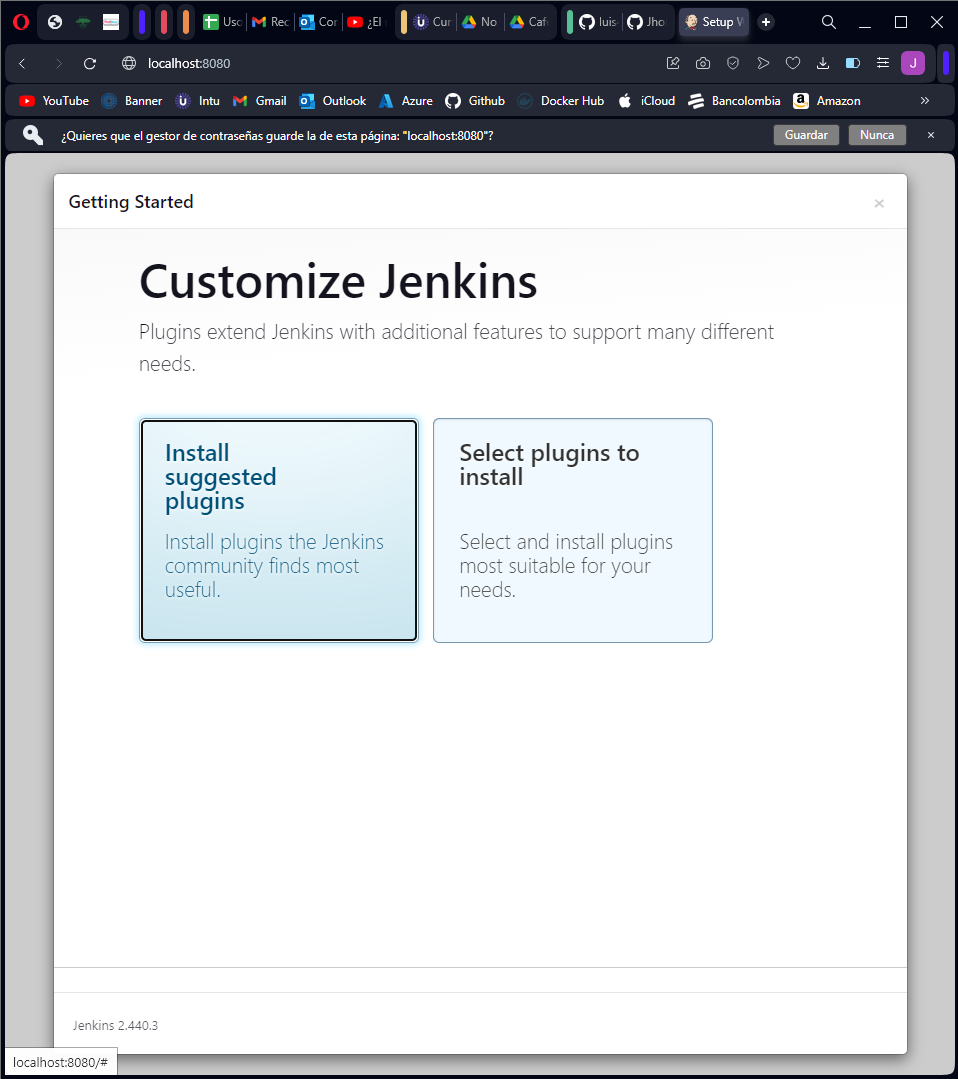 Usc
Rec
Cor
¿El
Cur
No
Caf
luis-
Jho
Setup W
localhost:8080
J
YouTube
Banner
Intu
Gmail
Outlook
Azure
Github
Docker Hub
iCloud
Bancolombia
Amazon
¿Quieres que el gestor de contraseñas guarde la de esta página: "localhost:8080"?
Guardar
Nunca
Getting Started
Customize Jenkins
Plugins extend Jenkins with additional features to support many different
needs.
Install
suggested
plugins
Install plugins the Jenkins
community finds most
useful.
Select plugins to
install
Select and install plugins
most suitable for your
needs.
Jenkins 2.440.3
localhost:8080/#